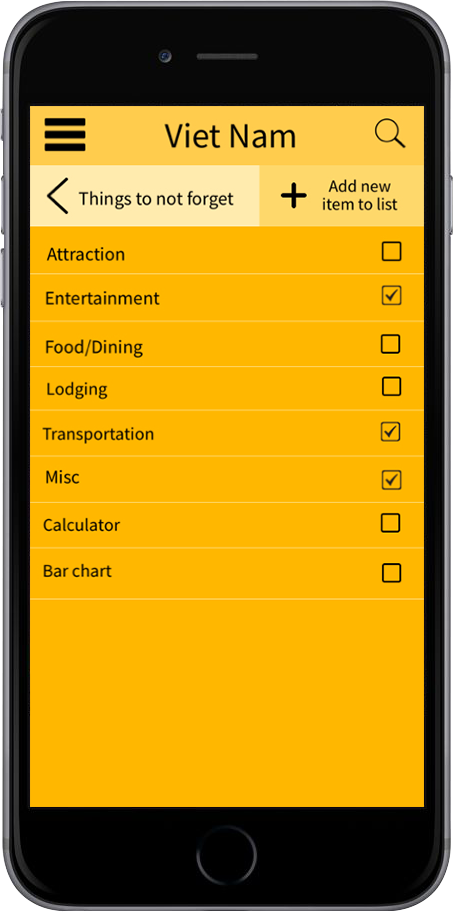 Viet Nam
Things to not forget
Add new
item to list
Attraction
Entertainment
Food/Dining
Lodging
Transportation
Misc
Calculator
Bar chart